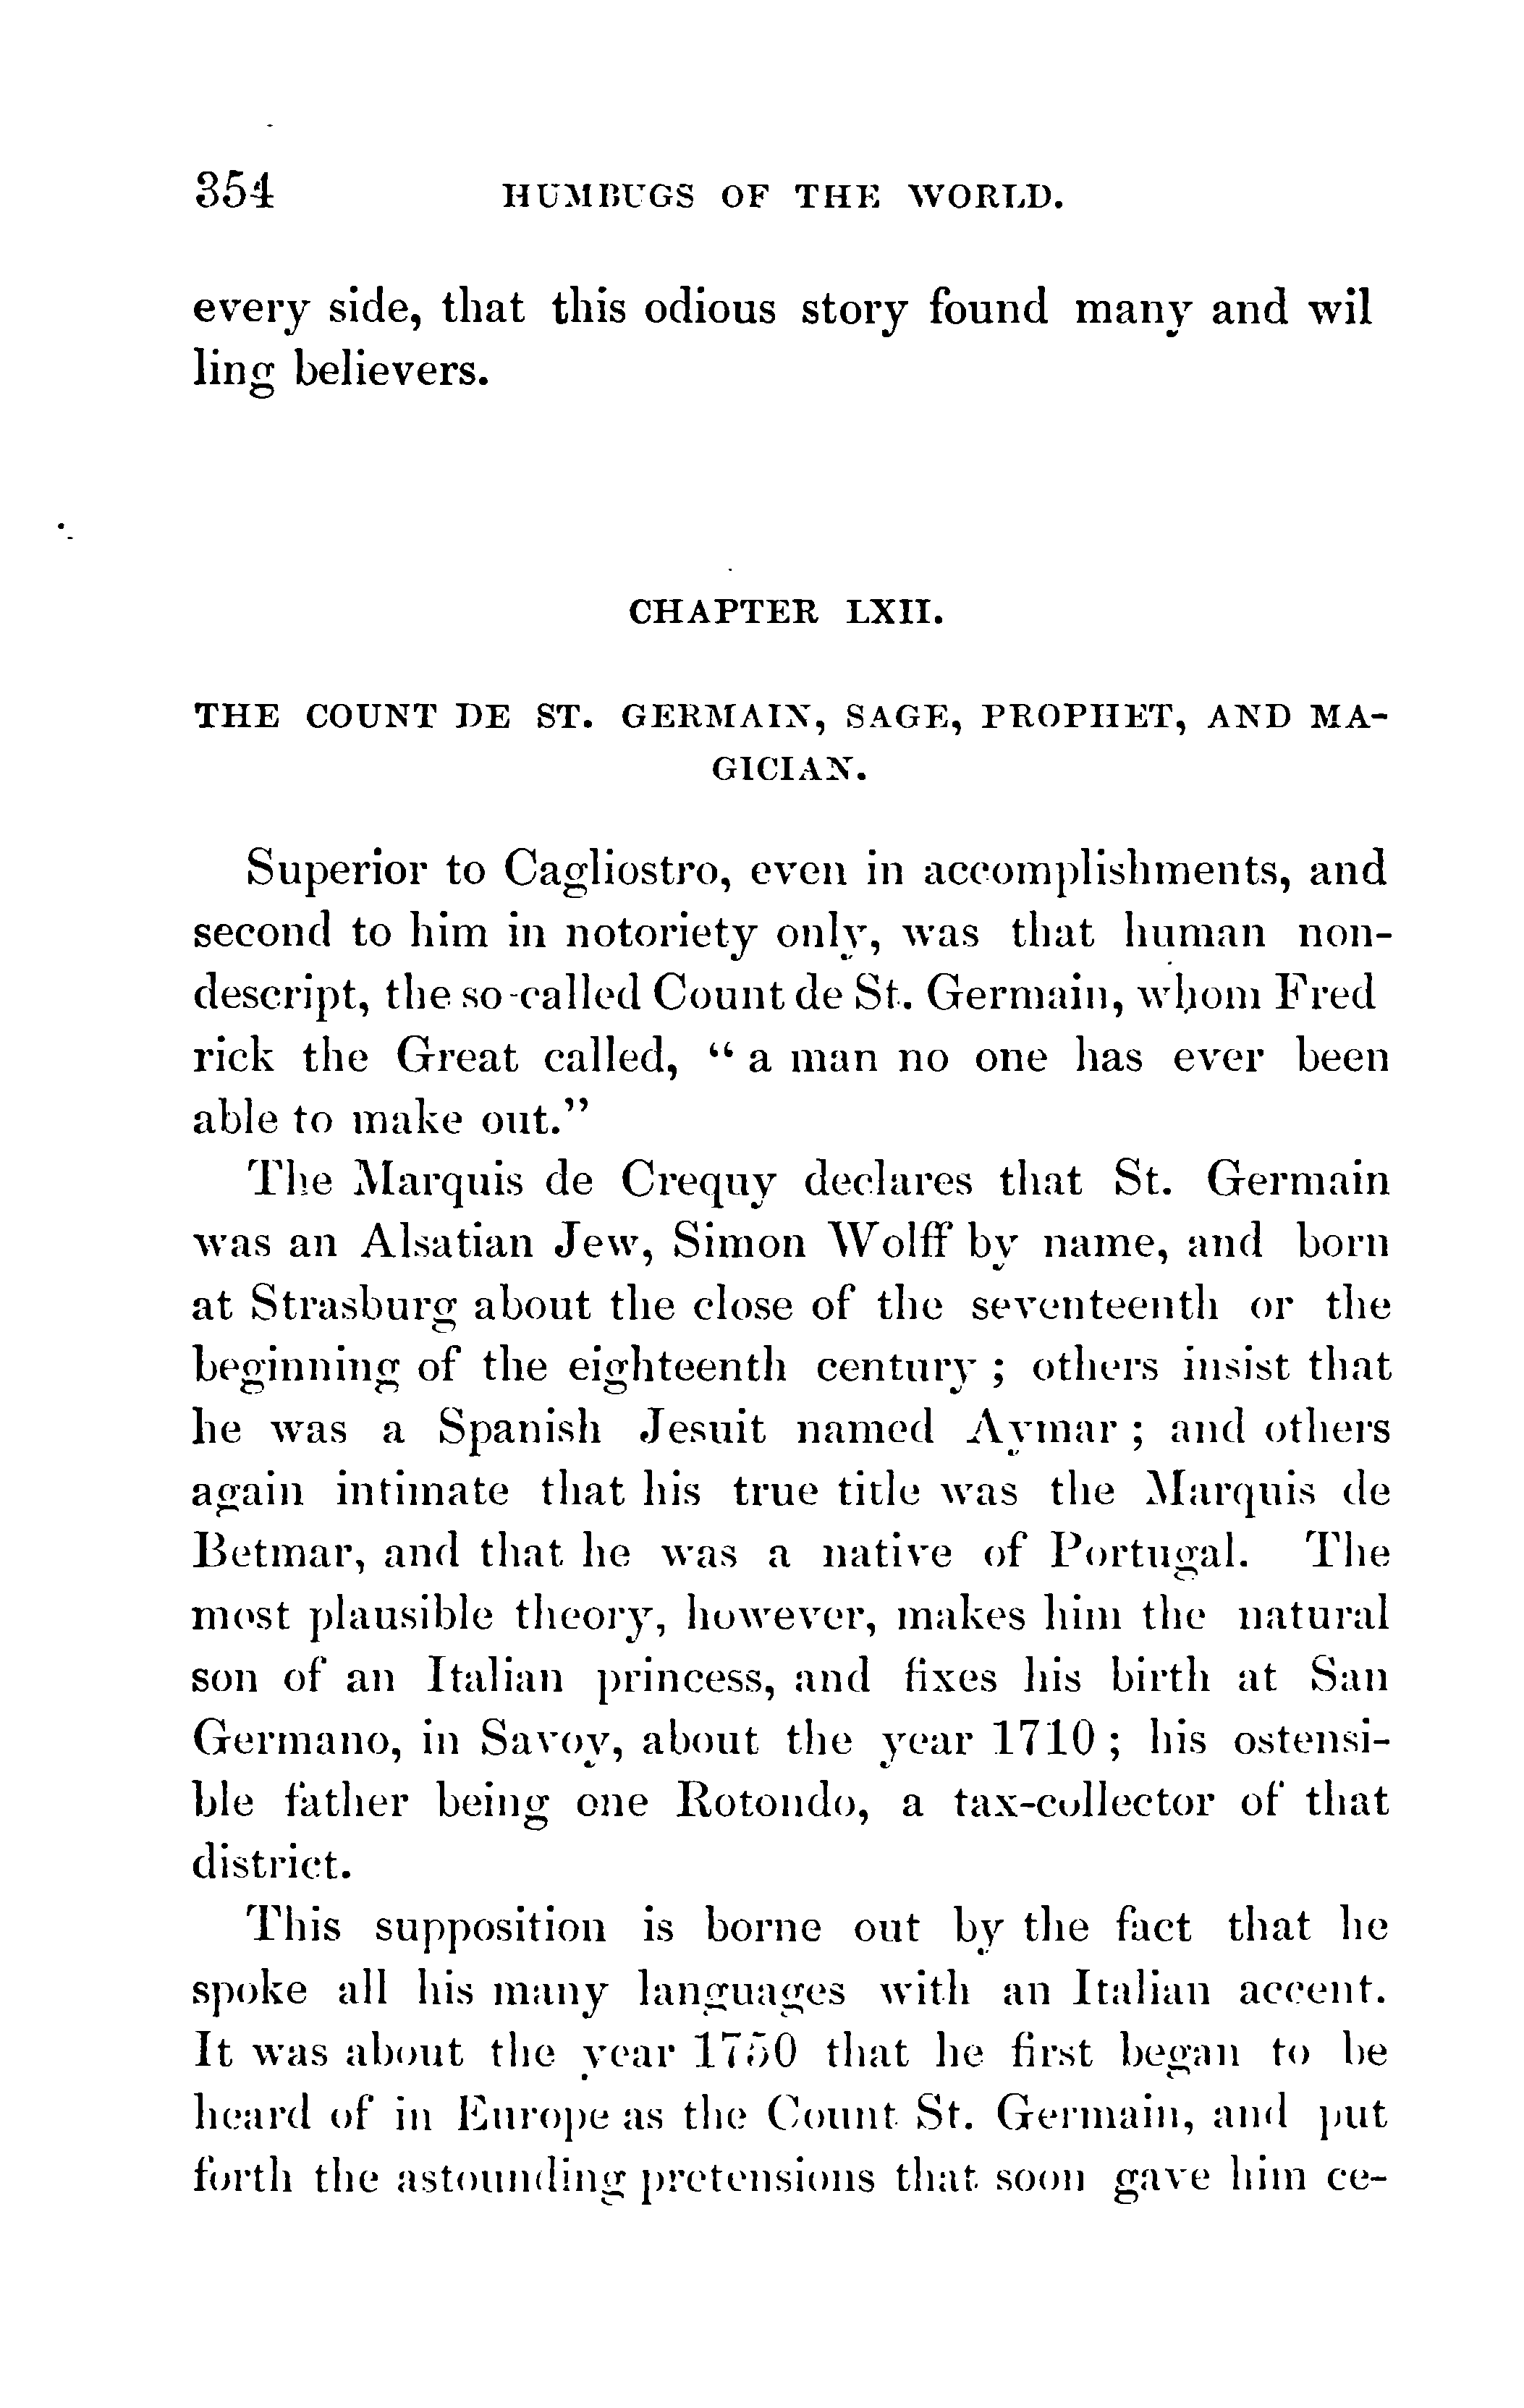 354 HUMBUGS OF THE WORLD.
every side, that this odious story found many and wil
ling believers.
CHAPTER LXII.
THE COUNT DE ST. GERMAIN, SAGE, PROPHET, AND MA-
GICIAN.
Superior to Cagliostro, even in accomplishments, and
second to him in notoriety only, was that human non-
descript, the so-called Count de St. Germain, whom Fred
rick the Great called, “ a man no one has ever been
able to make out.”
The Marquis de Crequy declares that St. Germain
was an Alsatian Jew, Simon Wolff by name, and born
at Strasburg about the close of the seventeenth or the
beginning of the eighteenth century ; others insist that
he was a Spanish Jesuit named Aymar ; and others
again intimate that his true title was the Marquis de
Betmar, and that he was a native of Portugal. The
most plausible theory, however, makes him the natural
son of an Italian princess, and fixes his birth at San
Germano, in Savoy, about the year 1710 ; his ostensi-
ble father being one Rotondo, a tax-collector of that
district.
This supposition is borne out by the fact that he
spoke all his many languages with an Italian accent.
It was about the year 1750 that he first began to be
heard of in Europe as the Count St. Germain, and put
forth the astounding pretensions that soon gave him ce-